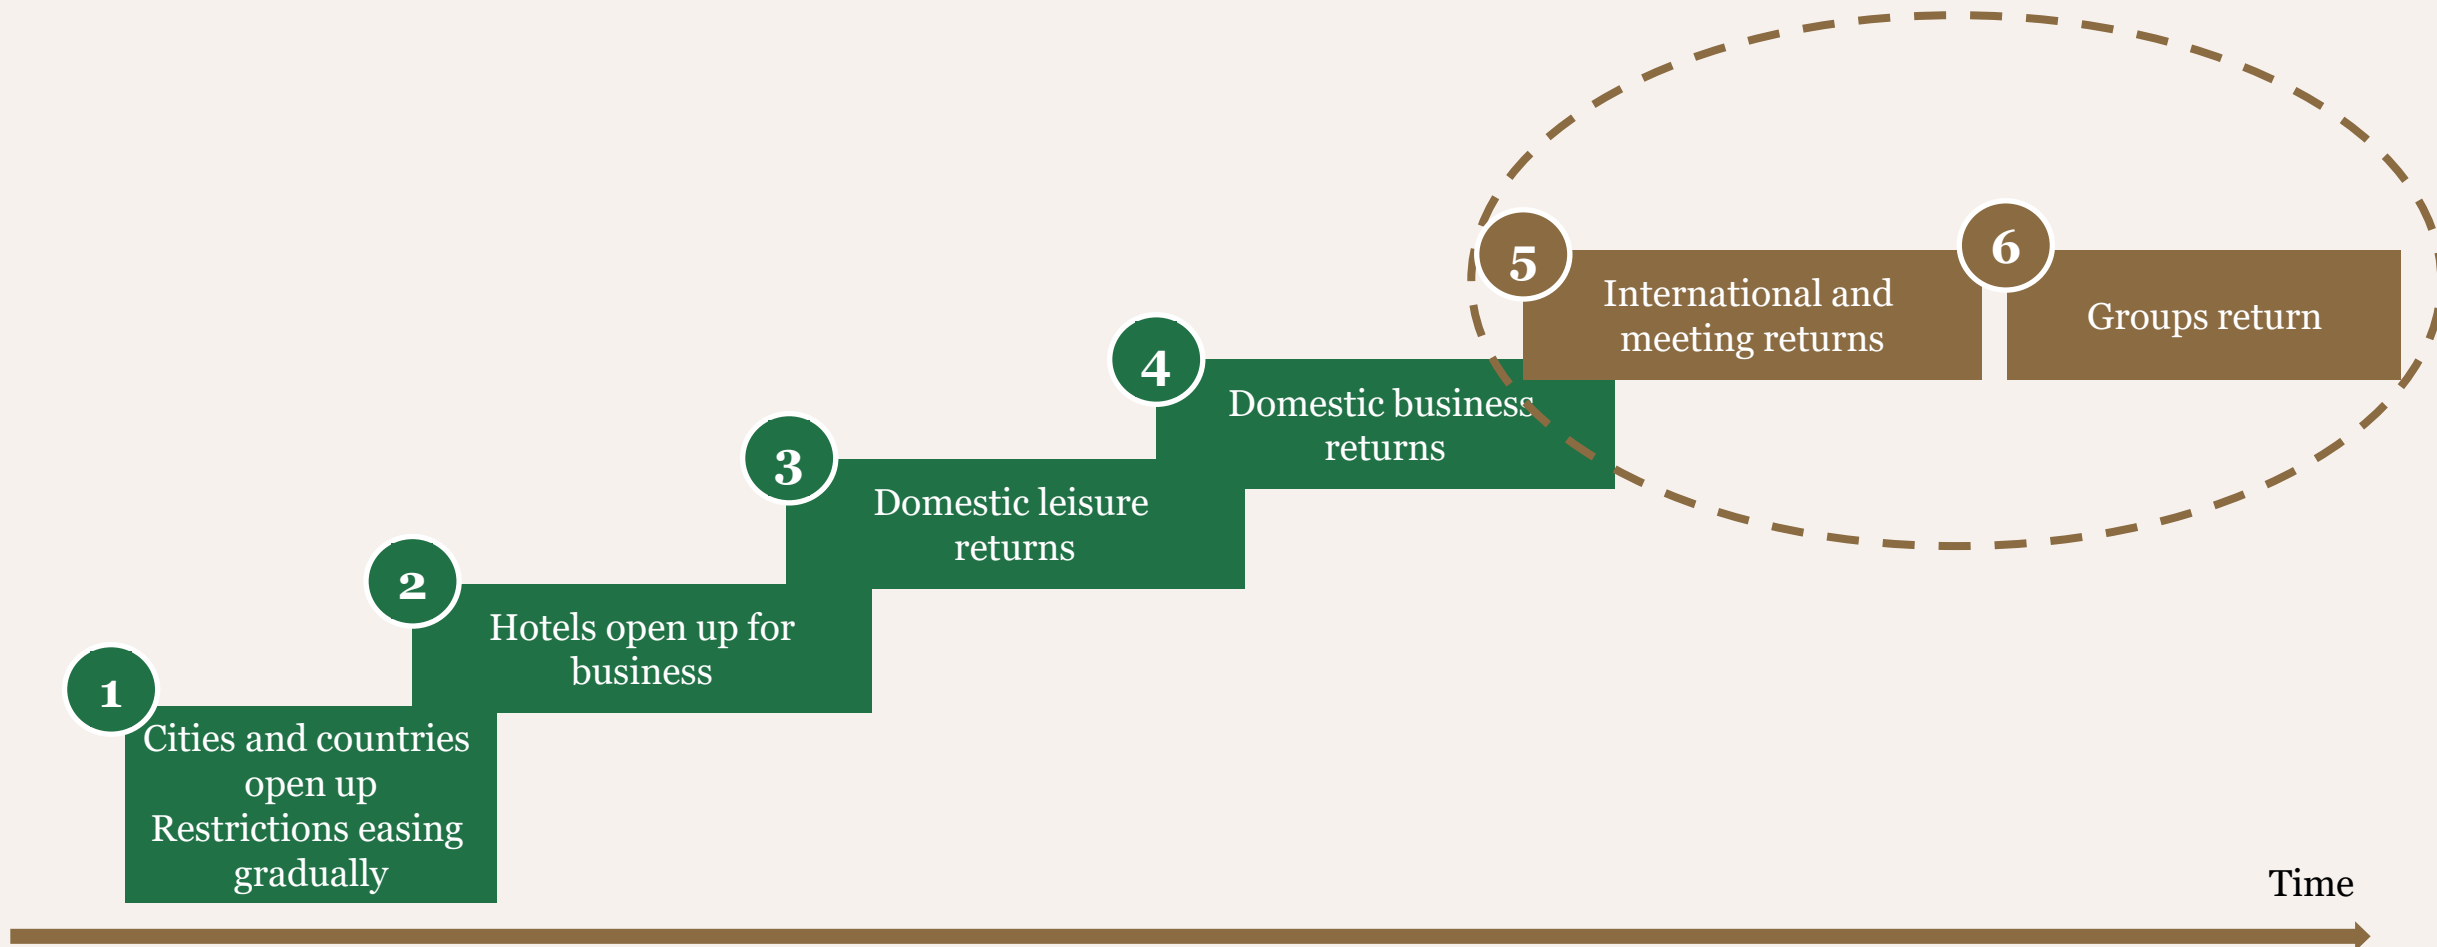 1
Cities and countries
open up
Restrictions easing
gradually
2
Hotels open up for
business
3
Domestic leisure
returns
4
Domestic business
returns
5
International and
meeting returns
6
Groups return
Time